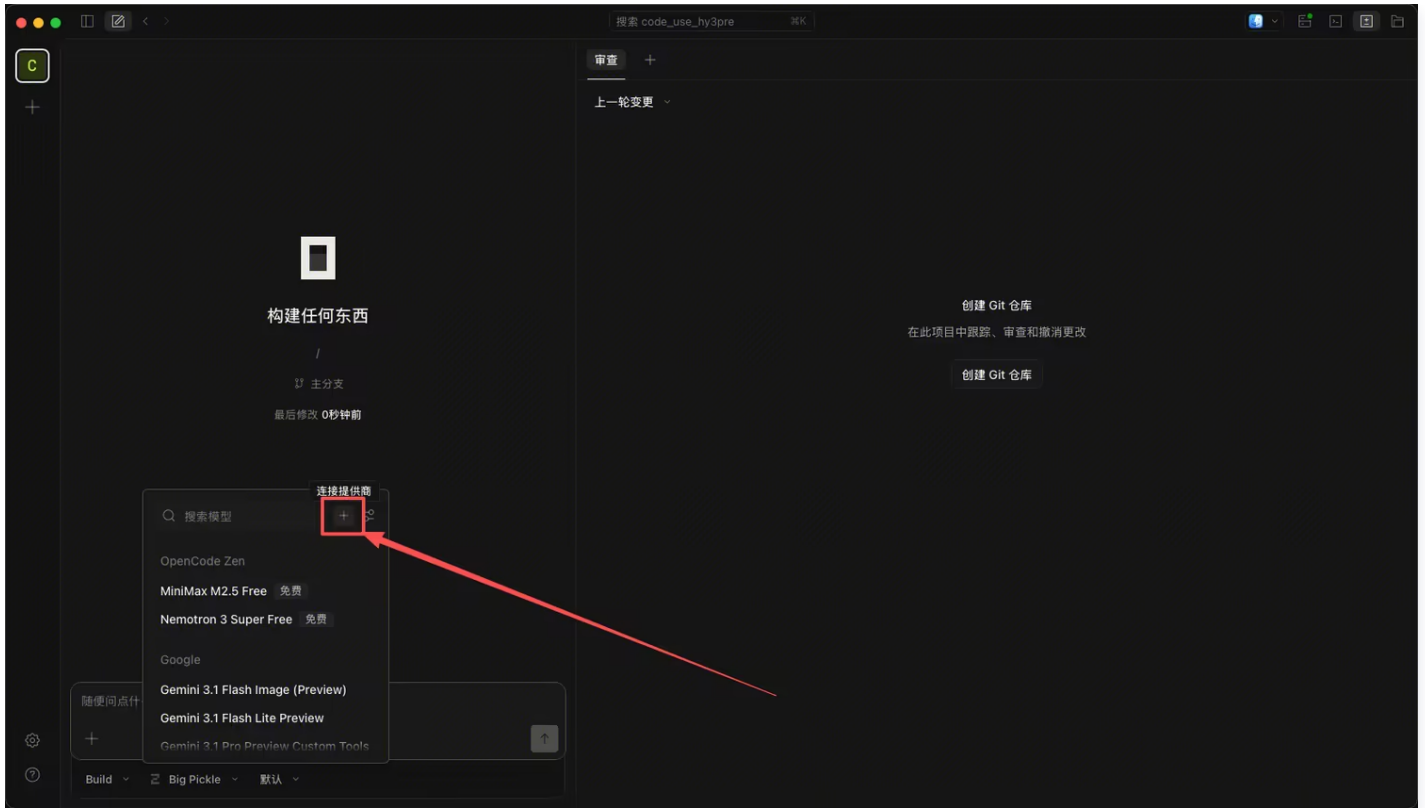 搜索 code_use_hy3pre ⌘K
C
审查
上一轮变更
构建任何东西
/
主分支
最后修改 0秒钟前
创建 Git 仓库
在此项目中跟踪、审查和撤消更改
创建 Git 仓库
连接提供商
搜索模型
OpenCode Zen
MiniMax M2.5 Free 免费
Nemotron 3 Super Free 免费
Google
Gemini 3.1 Flash Image (Preview)
Gemini 3.1 Flash Lite Preview
Gemini 3.1 Pro Preview Custom Tools
随便问点什
Build Big Pickle 默认